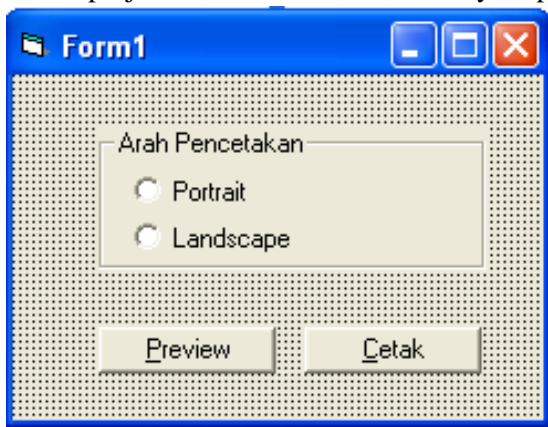 Form1
Arah Pencetakan
Portrait
Landscape
Preview
Cetak